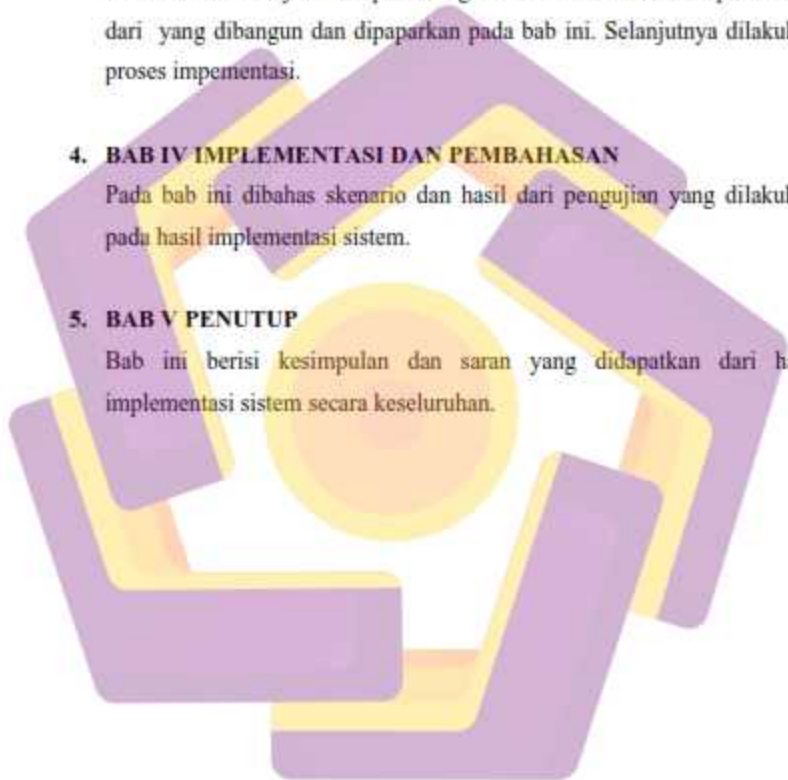 dari yang dibangun dan dipaparkan pada bab ini. Selanjutnya
proses impementasi.
4. BAB IV IMPLEMENTASI DAN PEMBAHASAN
Pada bab ini dibahas skenario dan hasil dari pengujian yang
pada hasil implementasi sistem.
5. BAB V PENUTUP
Bab ini berisi kesimpulan dan saran yang didapatkan dari
implementasi sistem secara keseluruhan.